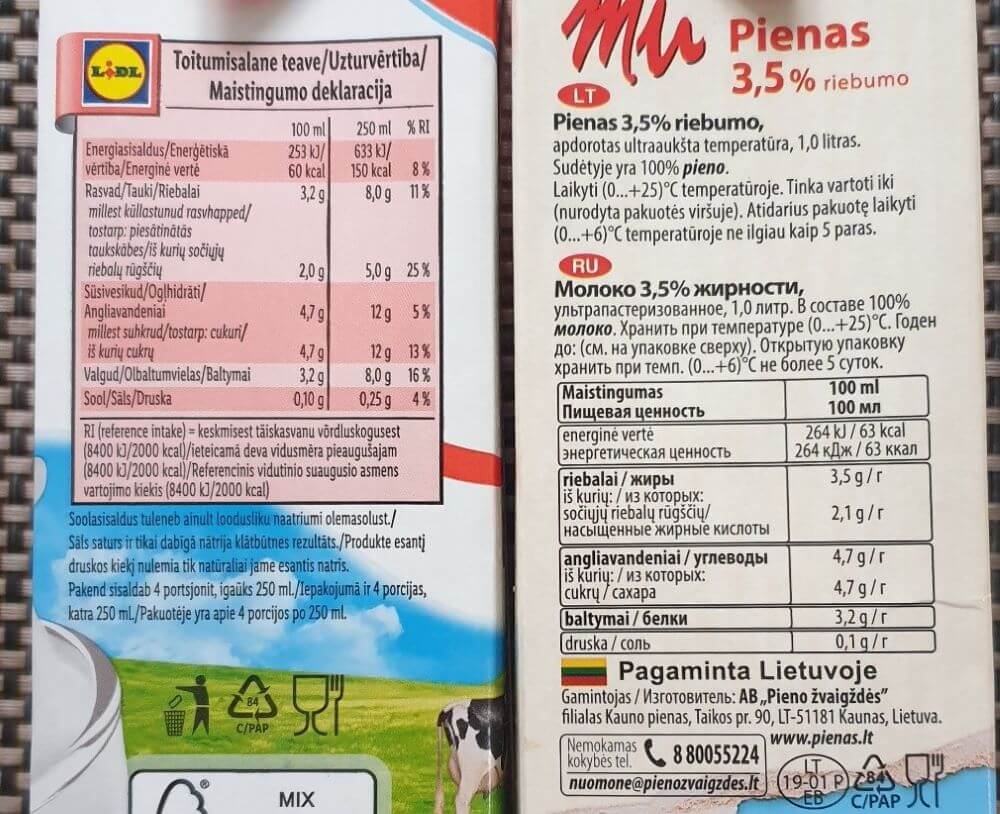 LIDL
Toitumisalane teave/Uzturvērtība/
Maistingumo deklaracija
100 ml 250 ml % RI
Energiasisaldus/Enerģētiskā 253 kJ/ 633 kJ/
vērtība/Energinė vertė 60 kcal 150 kcal 8 %
Rasvad/Tauki/Riebalai 3,2 g 8,0 g 11 %
millest küllastunud rasvhapped/
tostarp: piesātinātās
taukskābes/iš kurių sočiųjų
riebalų rūgščių 2,0 g 5,0 g 25 %
Süsivesikud/Ogļhidrāti/
Angliavandeniai 4,7 g 12 g 5 %
millest suhkrud/tostarp: cukuri/
iš kurių cukrų 4,7 g 12 g 13 %
Valgud/Olbaltumvielas/Baltymai 3,2 g 8,0 g 16 %
Sool/Sāls/Druska 0,10 g 0,25 g 4 %
RI (reference intake) = keskmisest täiskasvanu võrdluskogusest
(8400 kJ/2000 kcal)/ieteicamā deva vidusmēra pieaugušajam
(8400 kJ/2000 kcal)/Referencinis vidutinio suaugusio asmens
vartojimo kiekis (8400 kJ/2000 kcal)
Soolasisaldus tuleneb ainult loodusliku naatriumi olemasolust./
Sāls saturs ir tikai dabīgā nātrija klātbūtnes rezultāts./Produkte esantį
druskos kiekį nulemia tik natūraliai jame esantis natris.
Pakend sisaldab 4 portsjonit, igaüks 250 ml./Iepakojumā ir 4 porcijas,
katra 250 ml./Pakuotėje yra apie 4 porcijos po 250 ml.
84
C/PAP
®
MIX
Mu Pienas
3,5% riebumo
LT
Pienas 3,5% riebumo,
apdorotas ultraaukšta temperatūra, 1,0 litras.
Sudėtyje yra 100% pieno.
Laikyti (0...+25)°C temperatūroje. Tinka vartoti iki
(nurodyta pakuotės viršuje). Atidarius pakuotę laikyti
(0...+6)°C temperatūroje ne ilgiau kaip 5 paras.
RU
Молоко 3,5% жирности,
ультрапастеризованное, 1,0 литр. В составе 100%
молоко. Хранить при температуре (0...+25)°C. Годен
до: (см. на упаковке сверху). Открытую упаковку
хранить при темп. (0...+6)°C не более 5 суток.
Maistingumas 100 ml
Пищевая ценность 100 мл
energinė vertė 264 kJ / 63 kcal
энергетическая ценность 264 кДж / 63 ккал
riebalai / жиры 3,5 g / г
iš kurių: / из которых:
sočiųjų riebalų rūgščių/ 2,1 g / г
насыщенные жирные кислоты
angliavandeniai / углеводы 4,7 g / г
iš kurių: / из которых:
cukrų / сахара 4,7 g / г
baltymai / белки 3,2 g / г
druska / соль 0,1 g / г
Pagaminta Lietuvoje
Gamintojas / Изготовитель: AB „Pieno žvaigždės"
filialas Kauno pienas, Taikos pr. 90, LT-51181 Kaunas, Lietuva.
www.pienas.lt
Nemokamas
kokybės tel. 8 80055224
nuomone@pienozvaigzdes.lt
LT
19-01 P
EB
84
C/PAP